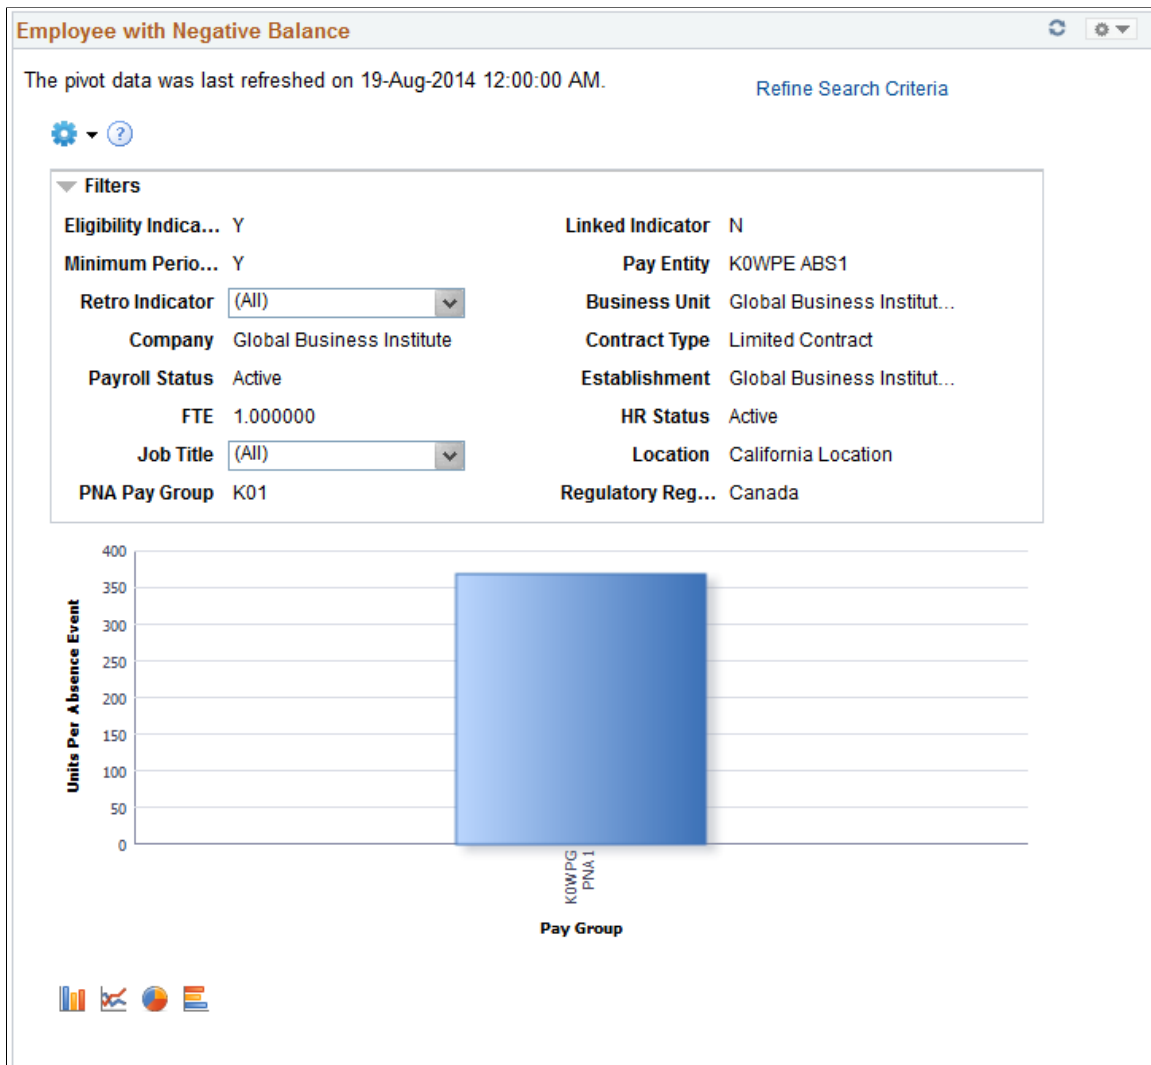 Employee with Negative Balance
The pivot data was last refreshed on 19-Aug-2014 12:00:00 AM.
Refine Search Criteria
?
Filters
Eligibility Indica... Y Linked Indicator N
Minimum Perio... Y Pay Entity K0WPE ABS1
Retro Indicator (All) Business Unit Global Business Institut...
Company Global Business Institute Contract Type Limited Contract
Payroll Status Active Establishment Global Business Institut...
FTE 1.000000 HR Status Active
Job Title (All) Location California Location
PNA Pay Group K01 Regulatory Reg... Canada
400
350
300
250
200
150
100
50
0
Units Per Absence Event
K0WPG
PNA1
Pay Group